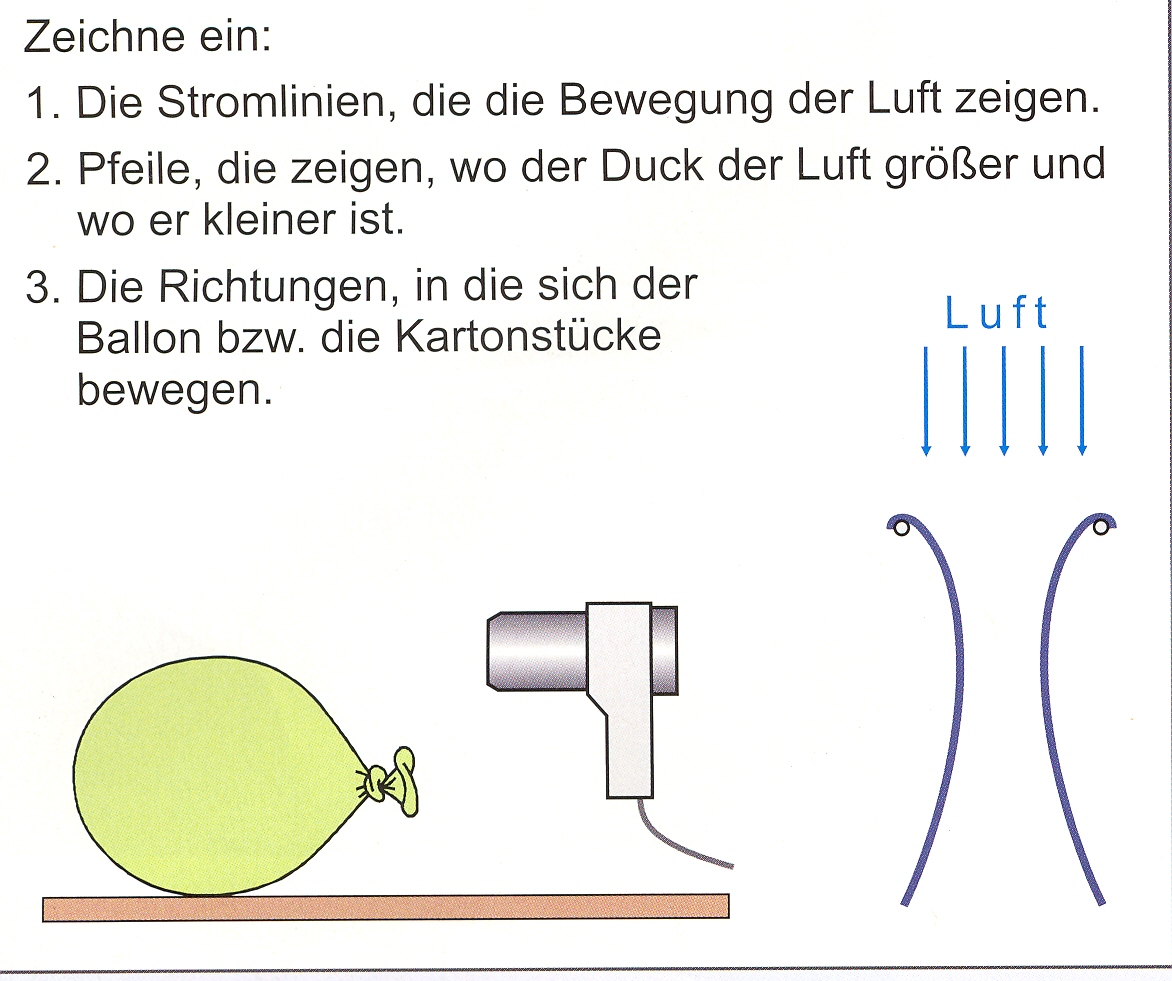 Zeichne ein:
1. Die Stromlinien, die die Bewegung der Luft zeigen.
2. Pfeile, die zeigen, wo der Duck der Luft größer und
wo er kleiner ist.
3. Die Richtungen, in die sich der
Ballon bzw. die Kartonstücke
bewegen.
Luft